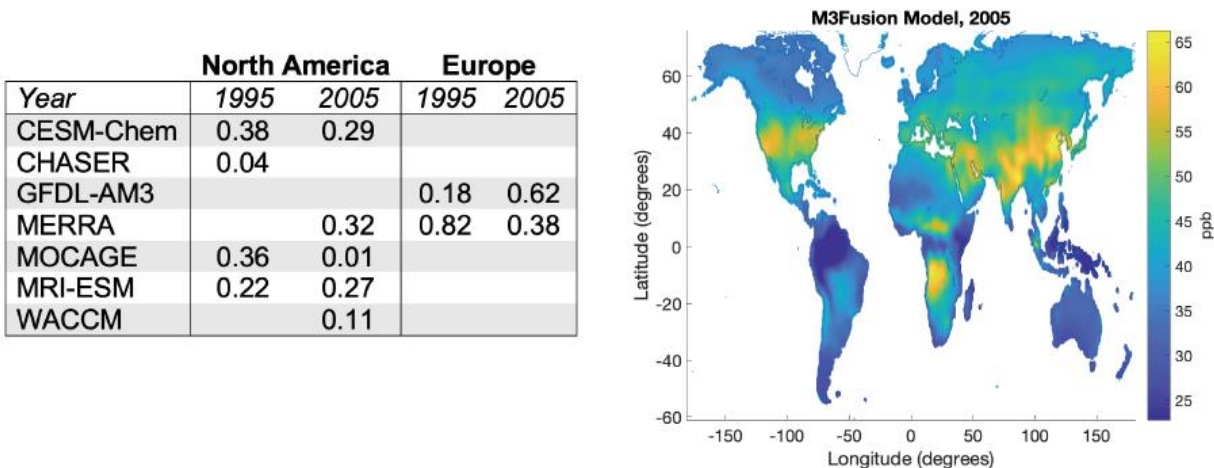 North America Europe
Year 1995 2005 1995 2005
CESM-Chem 0.38 0.29
CHASER 0.04
GFDL-AM3 0.18 0.62
MERRA 0.32 0.82 0.38
MOCAGE 0.36 0.01
MRI-ESM 0.22 0.27
WACCM 0.11
M3Fusion Model, 2005
60
40
20
0
-20
-40
-60
Latitude (degrees)
-150 -100 -50 0 50 100 150
Longitude (degrees)
65
60
55
50
45
40
35
30
25
ppb